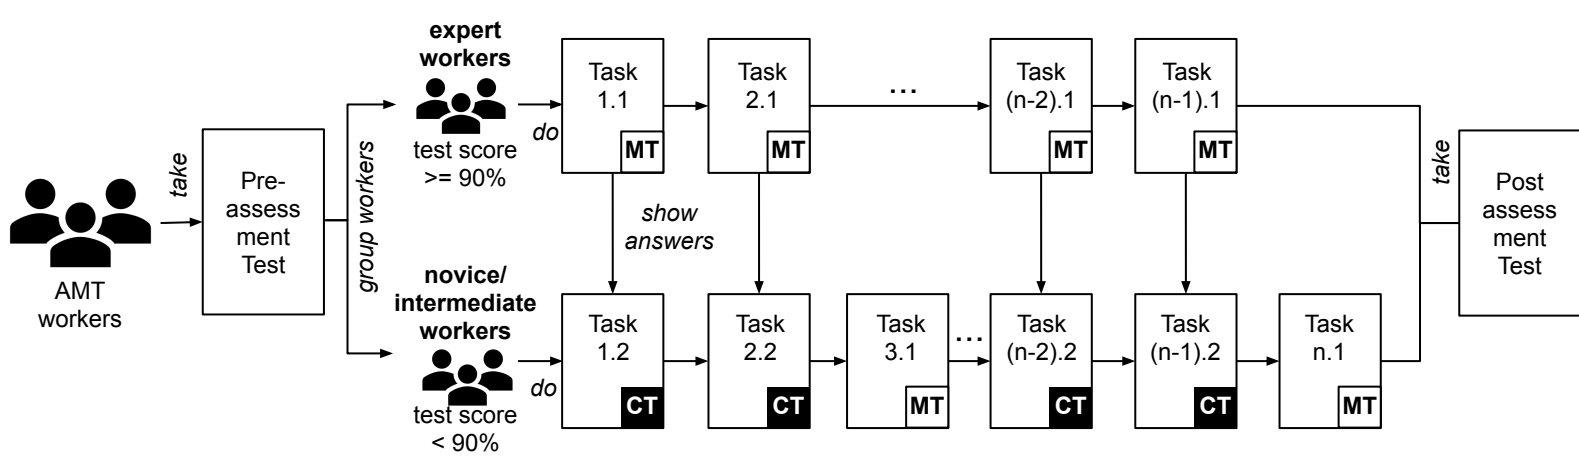 AMT
workers
take
Pre-
assess
ment
Test
group workers
expert
workers
test score
>= 90%
do
Task
1.1
MT
Task
2.1
MT
...
Task
(n-2).1
MT
Task
(n-1).1
MT
show
answers
novice/
intermediate
workers
test score
< 90%
do
Task
1.2
CT
Task
2.2
CT
Task
3.1
MT
...
Task
(n-2).2
CT
Task
(n-1).2
CT
Task
n.1
MT
take
Post
assess
ment
Test